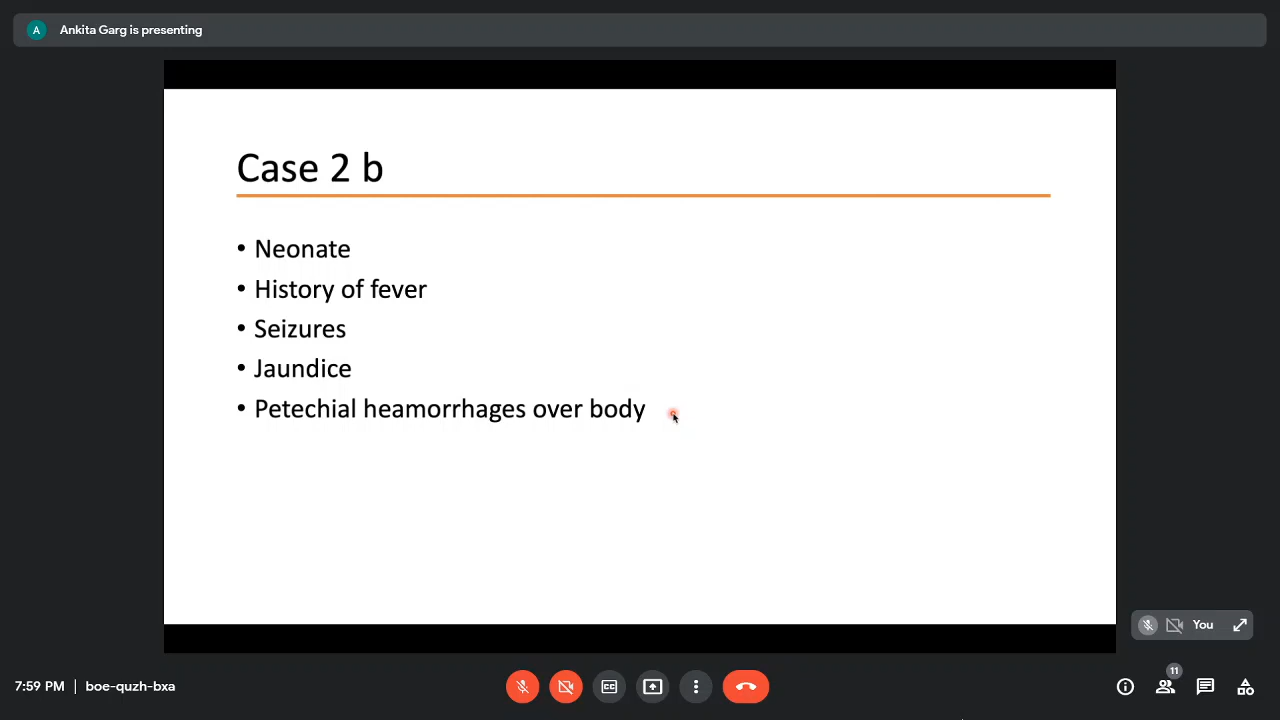 A
Ankita Garg is presenting
Case 2 b
• Neonate
• History of fever
• Seizures
• Jaundice
• Petechial heamorrhages over body
You
7:59 PM | boe-quzh-bxa
CC
11